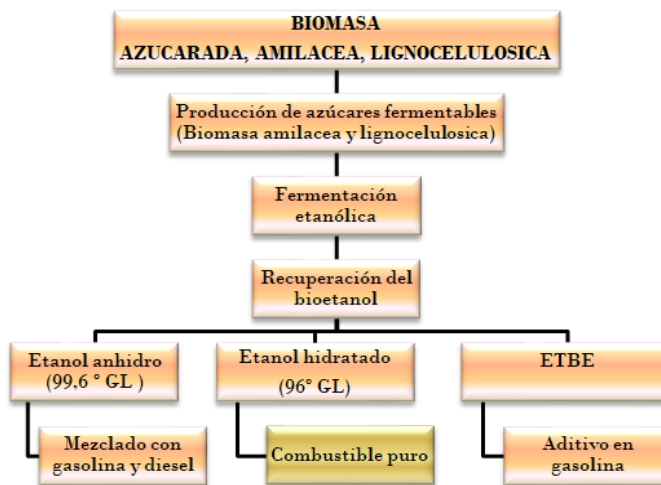 BIOMASA
AZUCARADA, AMILACEA, LIGNOCELULOSICA
Producción de azúcares fermentables
(Biomasa amilacea y lignocelulosica)
Fermentación
etanólica
Recuperación del
bioetanol
Etanol anhidro
(99,6 ° GL )
Etanol hidratado
(96° GL)
ETBE
Mezclado con
gasolina y diesel
Combustible puro
Aditivo en
gasolina